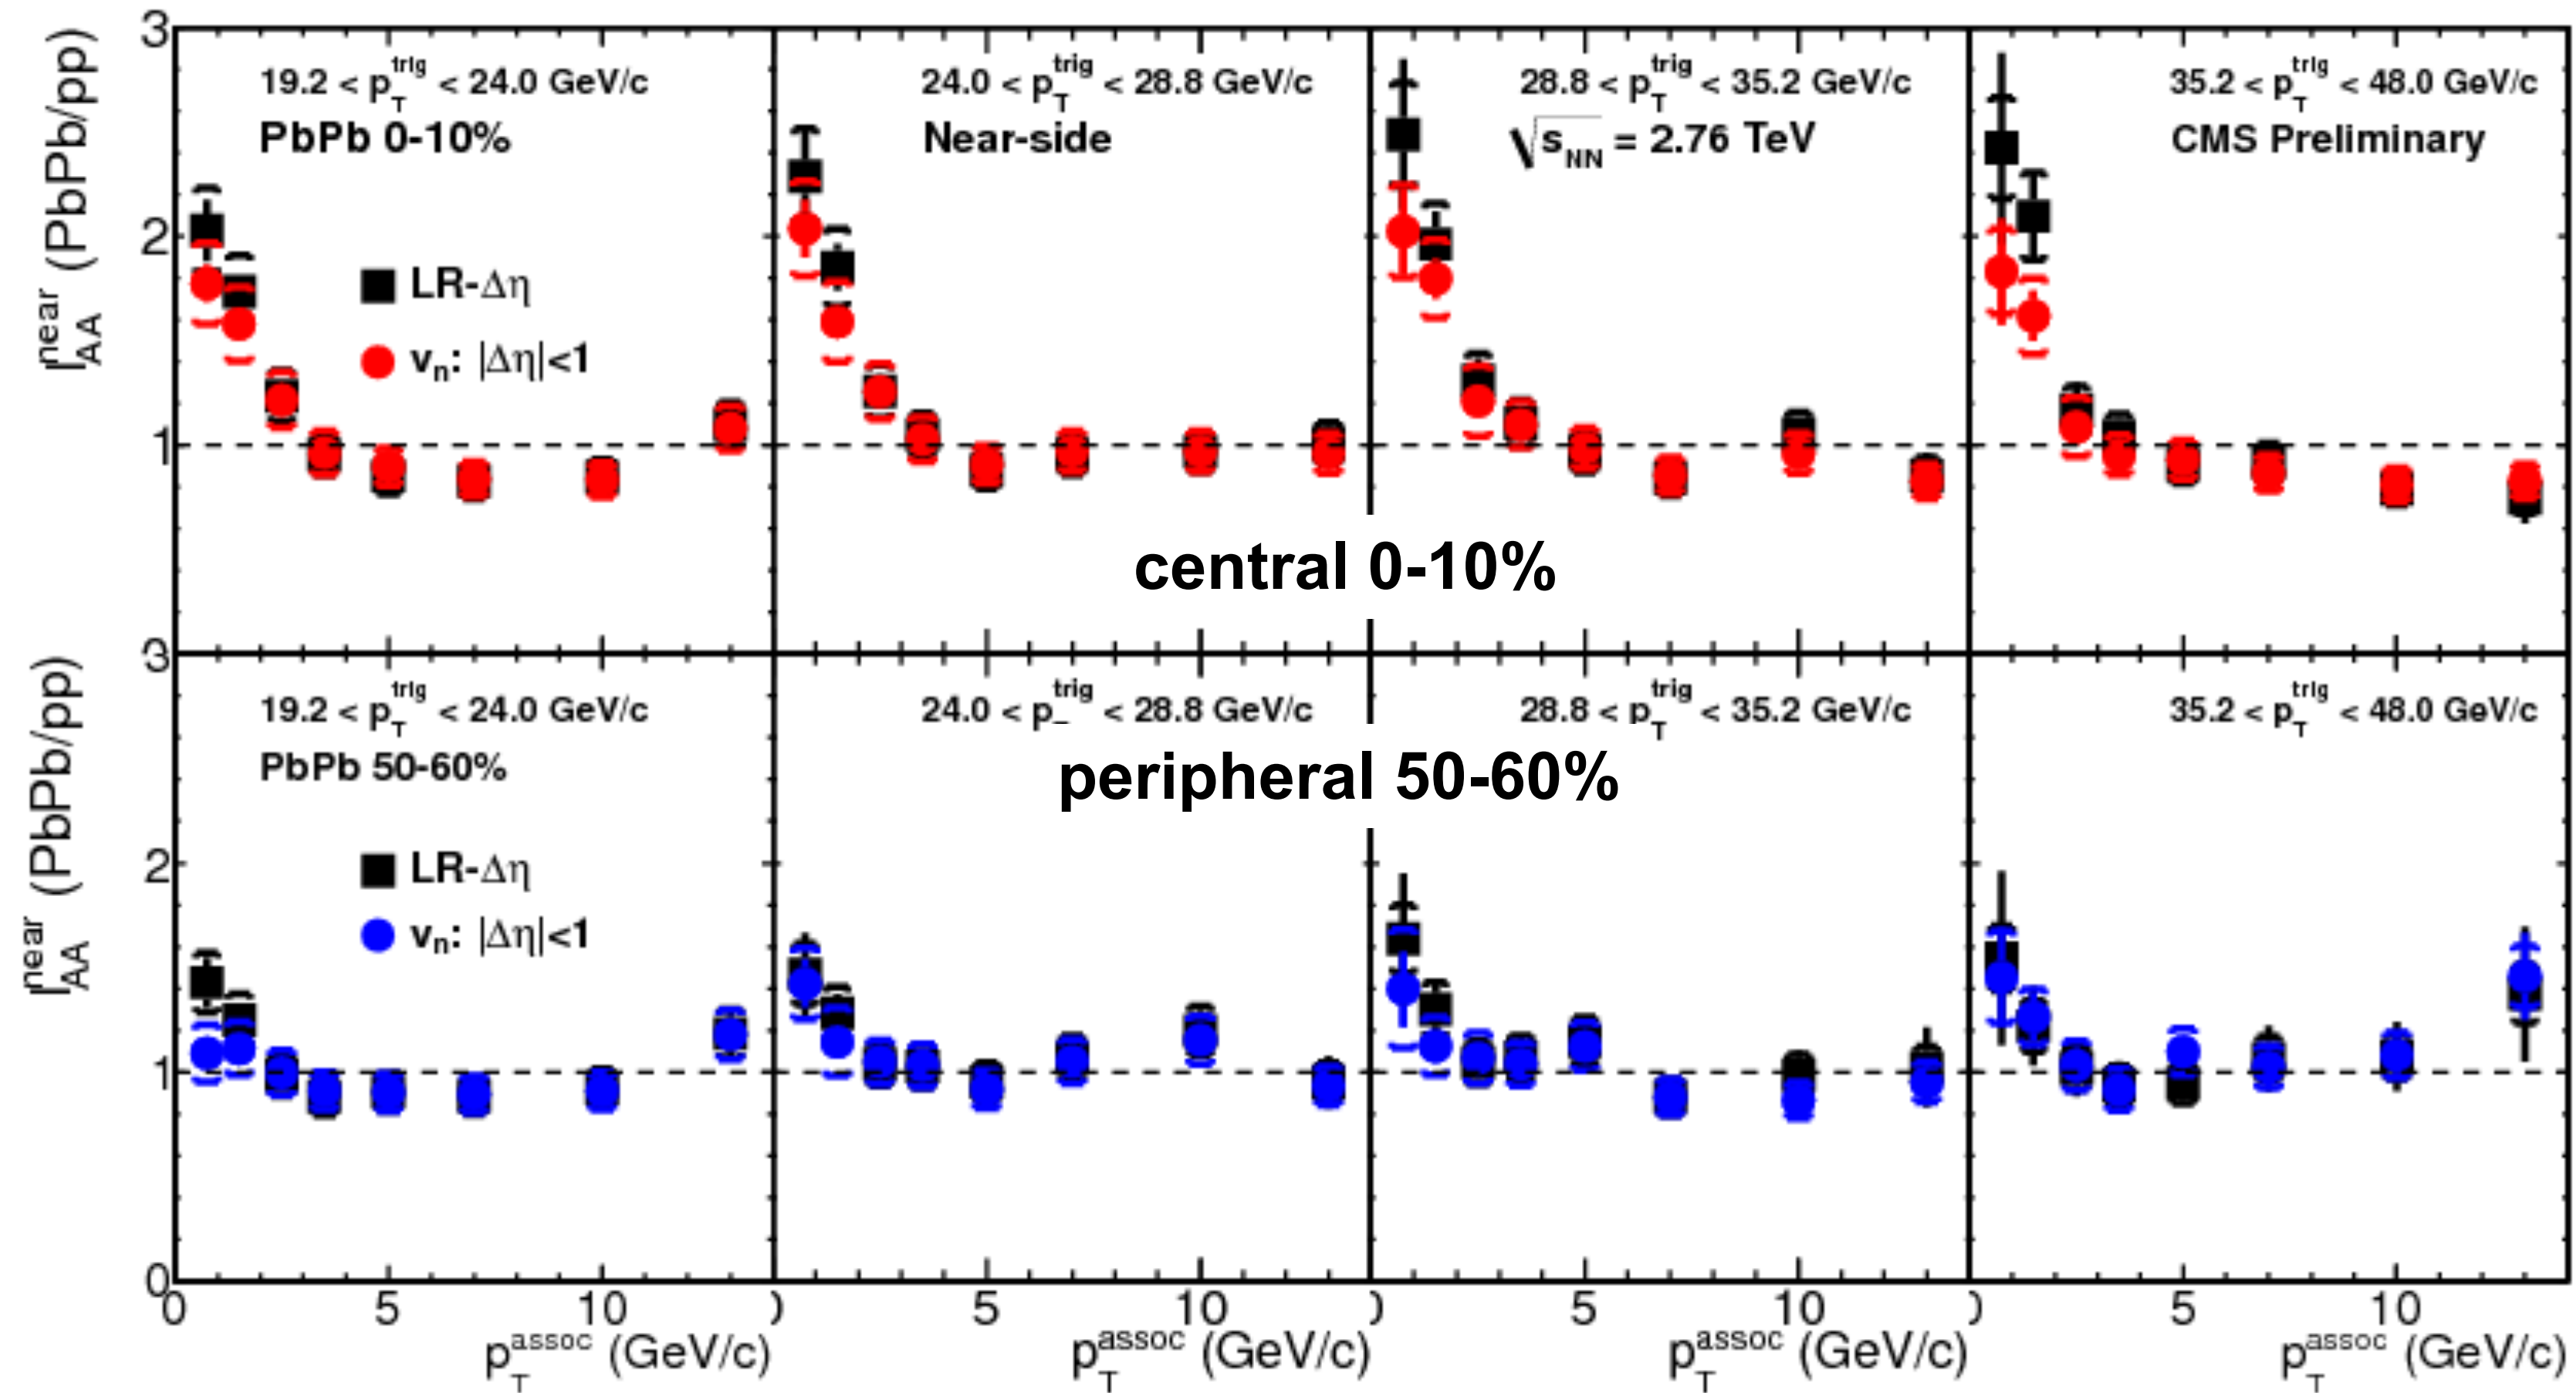 3
I_AA^near (PbPb/pp)
19.2 < p_T^trig < 24.0 GeV/c
PbPb 0-10%
24.0 < p_T^trig < 28.8 GeV/c
Near-side
28.8 < p_T^trig < 35.2 GeV/c
√s_NN = 2.76 TeV
35.2 < p_T^trig < 48.0 GeV/c
CMS Preliminary
2
LR-Δη
v_n: |Δη|<1
1
central 0-10%
3
I_AA^near (PbPb/pp)
19.2 < p_T^trig < 24.0 GeV/c
PbPb 50-60%
24.0 < p_T^trig < 28.8 GeV/c
28.8 < p_T^trig < 35.2 GeV/c
35.2 < p_T^trig < 48.0 GeV/c
peripheral 50-60%
2
LR-Δη
v_n: |Δη|<1
1
0
0 5 10 0 5 10 0 5 10 0 5 10
p_T^assoc (GeV/c) p_T^assoc (GeV/c) p_T^assoc (GeV/c) p_T^assoc (GeV/c)